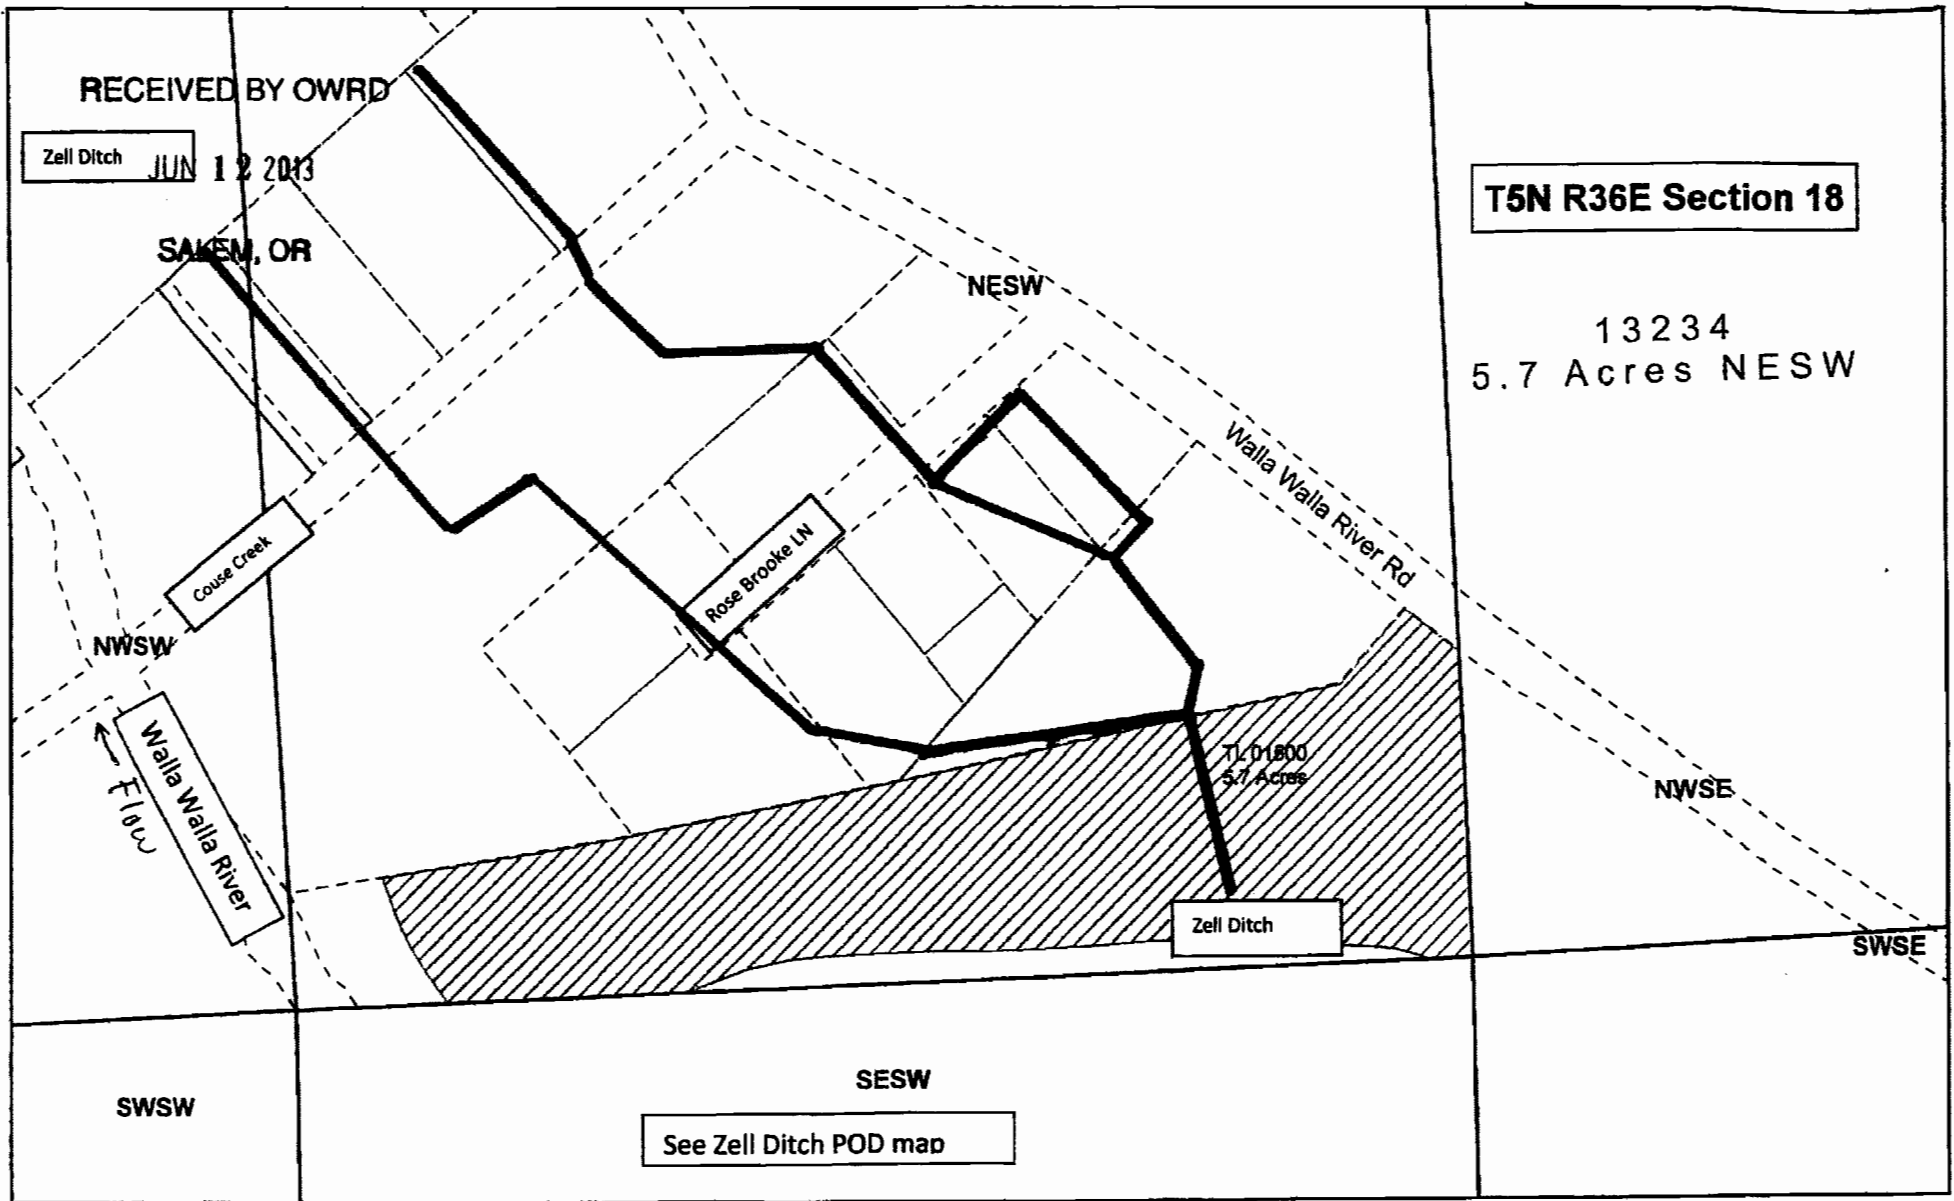 RECEIVED BY OWRD
Zell Ditch
JUN 12 2013
SALEM, OR
T5N R36E Section 18
NESW
13234
5.7 Acres NESW
Walla Walla River Rd
Rose Brooke LN
Couse Creek
NWSW
Walla Walla River
Flow
TL 01500
5.7 Acres
NWSE
Zell Ditch
SWSE
SESW
SWSW
See Zell Ditch POD map